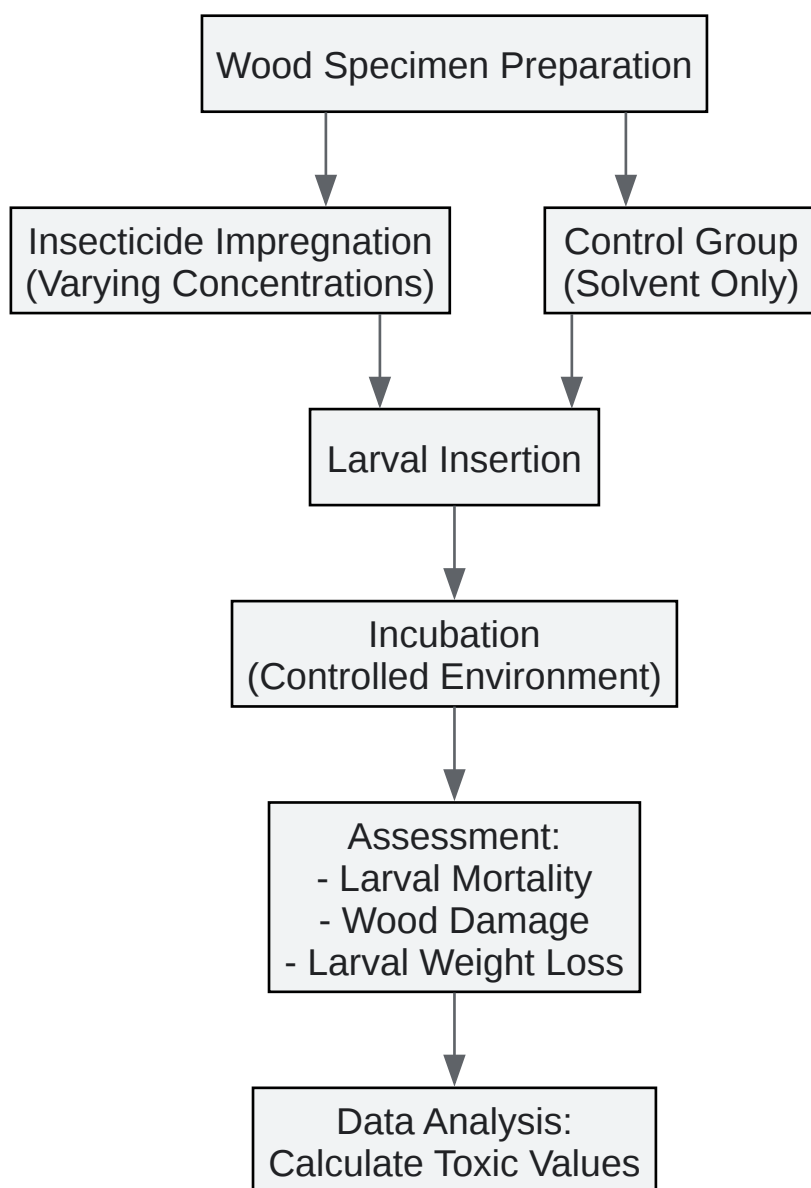 Wood Specimen Preparation
Insecticide Impregnation
(Varying Concentrations)
Control Group
(Solvent Only)
Larval Insertion
Incubation
(Controlled Environment)
Assessment:
- Larval Mortality
- Wood Damage
- Larval Weight Loss
Data Analysis:
Calculate Toxic Values